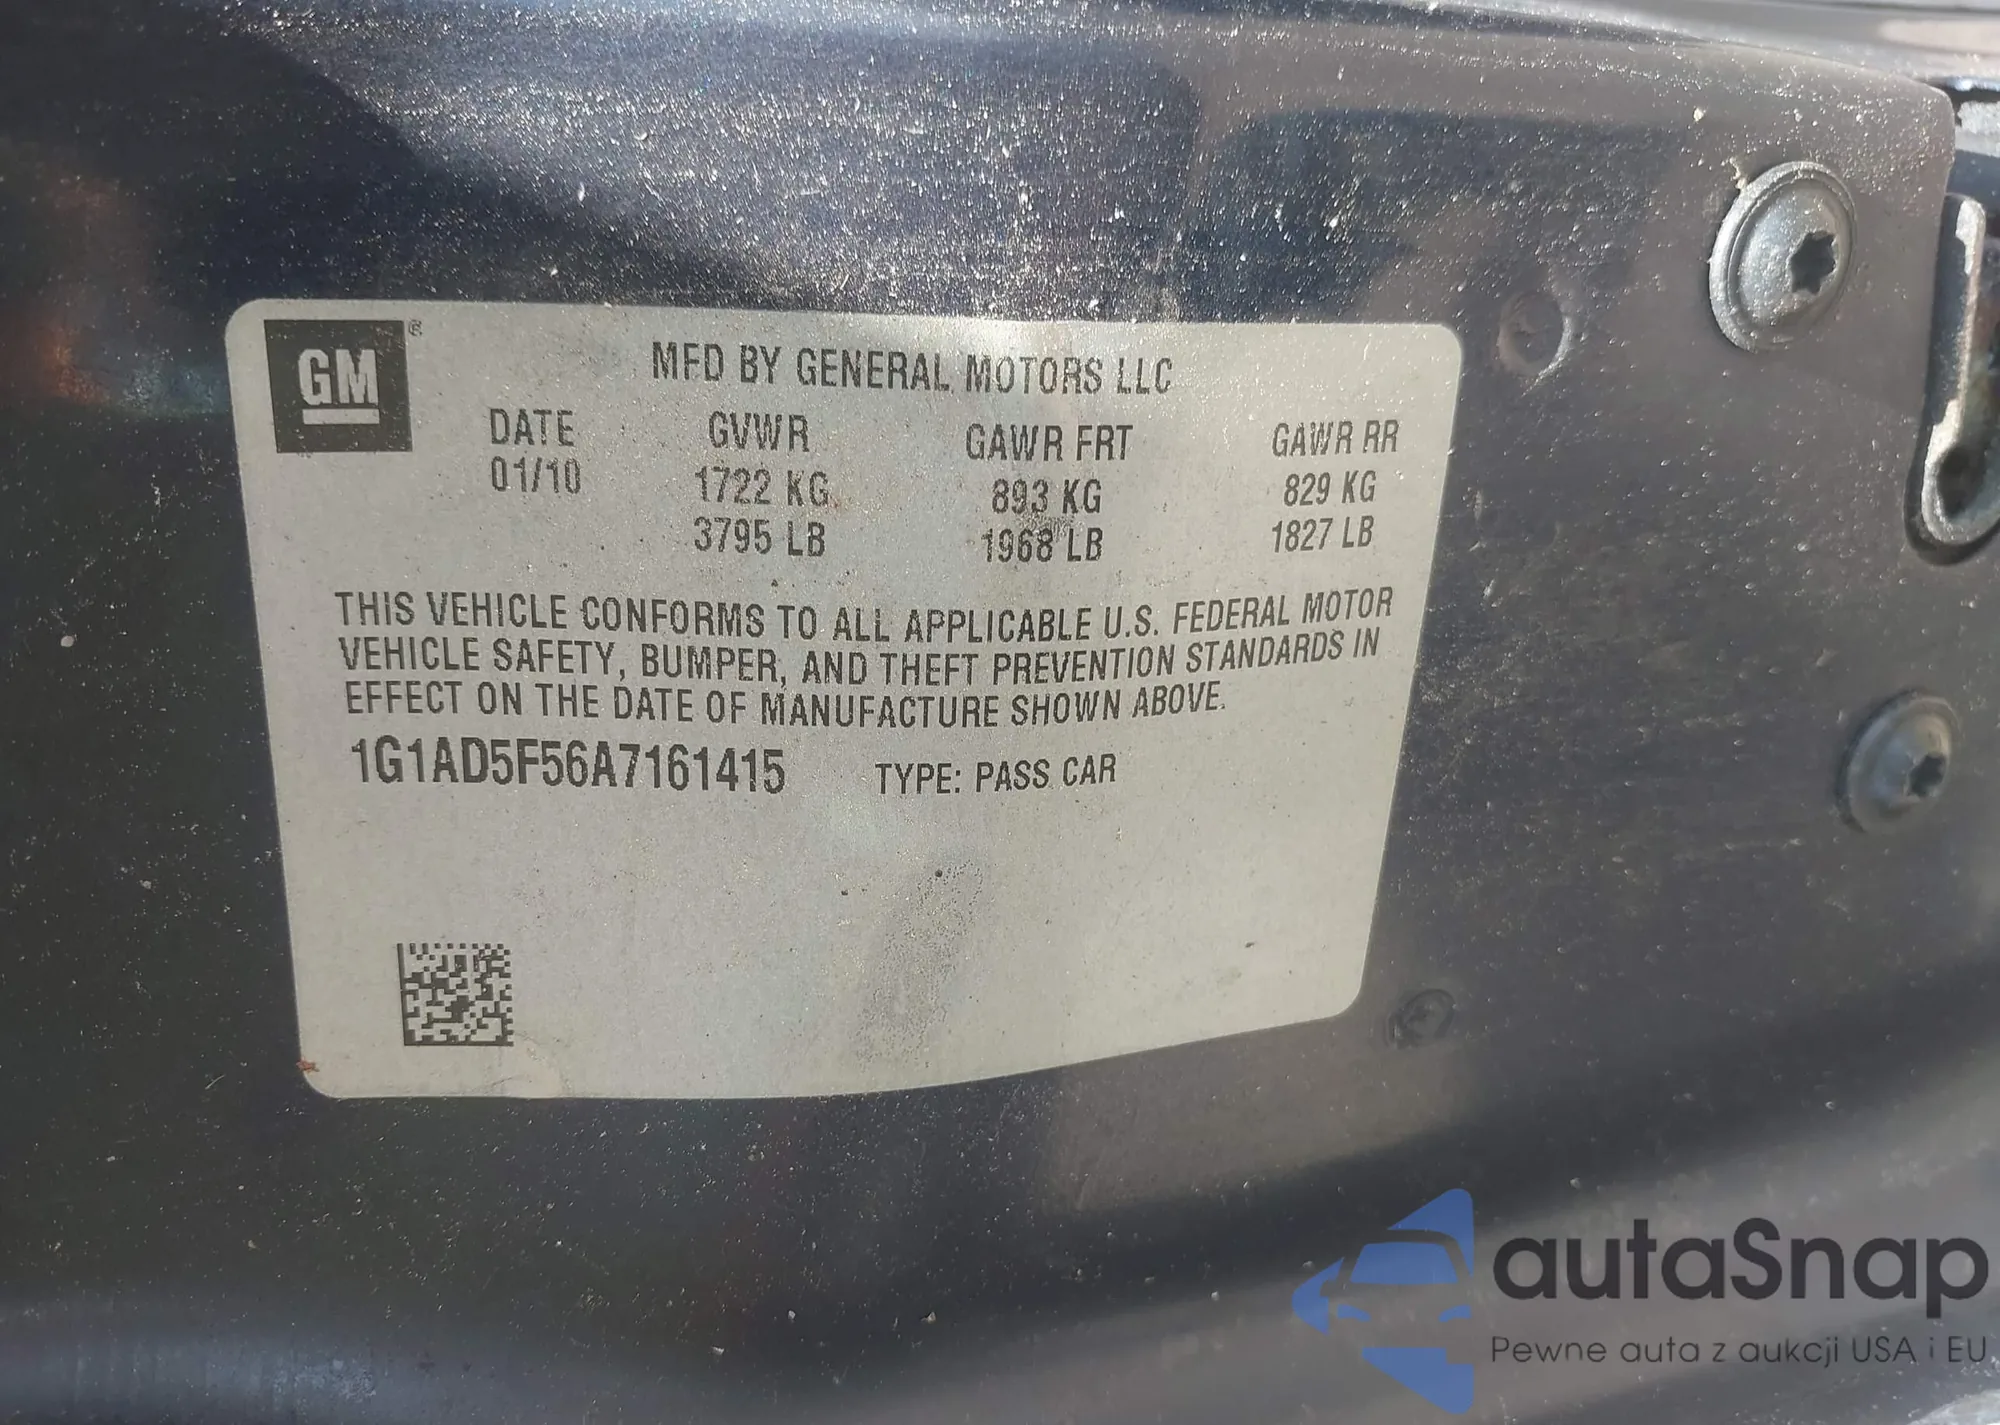 GM ®
MFD BY GENERAL MOTORS LLC
DATE GVWR GAWR FRT GAWR RR
01/10 1722 KG 893 KG 829 KG
3795 LB 1968 LB 1827 LB
THIS VEHICLE CONFORMS TO ALL APPLICABLE U.S. FEDERAL MOTOR
VEHICLE SAFETY, BUMPER, AND THEFT PREVENTION STANDARDS IN
EFFECT ON THE DATE OF MANUFACTURE SHOWN ABOVE.
1G1AD5F56A7161415 TYPE: PASS CAR
autaSnap
Pewne auta z aukcji USA i EU